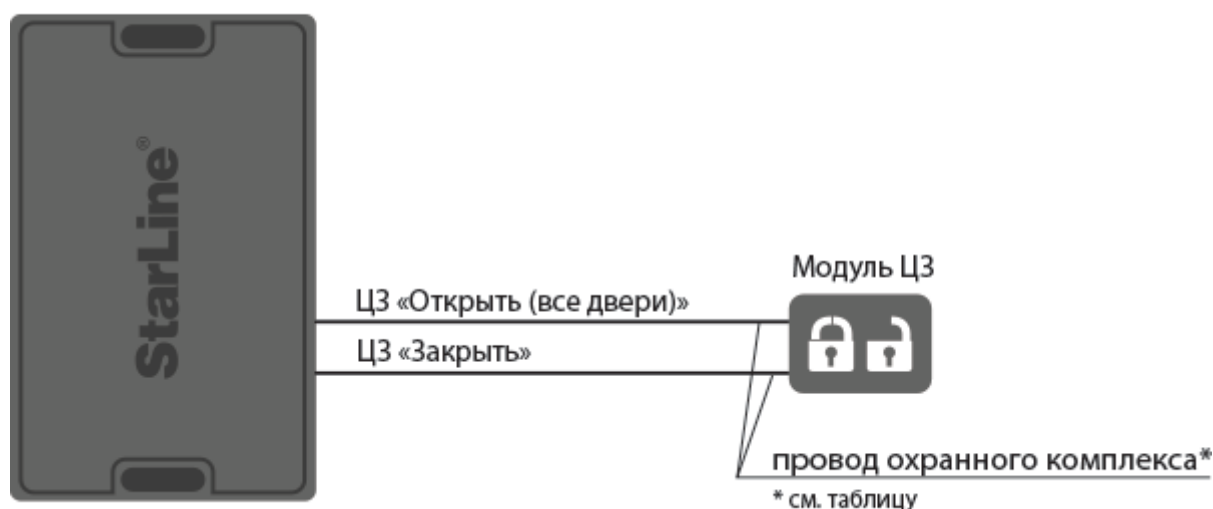 StarLine®
Модуль ЦЗ
ЦЗ «Открыть (все двери)»
ЦЗ «Закрыть»
провод охранного комплекса*
* см. таблицу